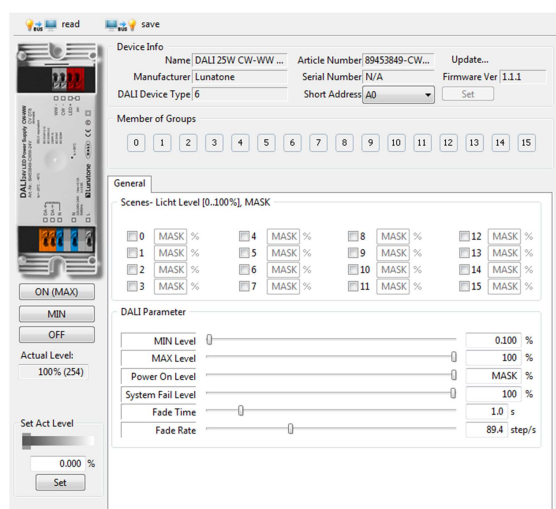 read save
Device Info
Name DALI 25W CW-WW ... Article Number 89453849-CW... Update...
Manufacturer Lunatone Serial Number N/A Firmware Ver 1.1.1
DALI Device Type 6 Short Address A0 Set
Member of Groups
0 1 2 3 4 5 6 7 8 9 10 11 12 13 14 15
General
Scenes- Licht Level [0..100%], MASK
0 MASK % 4 MASK % 8 MASK % 12 MASK %
1 MASK % 5 MASK % 9 MASK % 13 MASK %
2 MASK % 6 MASK % 10 MASK % 14 MASK %
3 MASK % 7 MASK % 11 MASK % 15 MASK %
DALI Parameter
MIN Level 0.100 %
MAX Level 100 %
Power On Level MASK %
System Fail Level 100 %
Fade Time 1.0 s
Fade Rate 89.4 step/s
BUS
BUS
Lunatone
ON (MAX)
MIN
OFF
Actual Level:
100% (254)
Set Act Level
0.000 %
Set